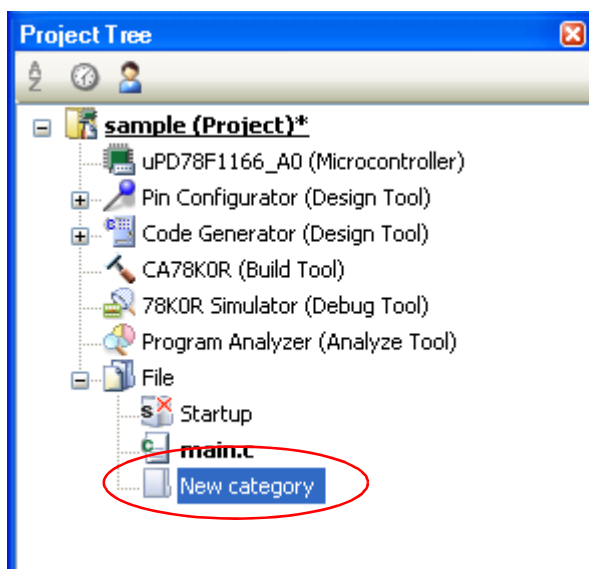 Project Tree
sample (Project)*
uPD78F1166_A0 (Microcontroller)
Pin Configurator (Design Tool)
Code Generator (Design Tool)
CA78K0R (Build Tool)
78K0R Simulator (Debug Tool)
Program Analyzer (Analyze Tool)
File
Startup
main.c
New category